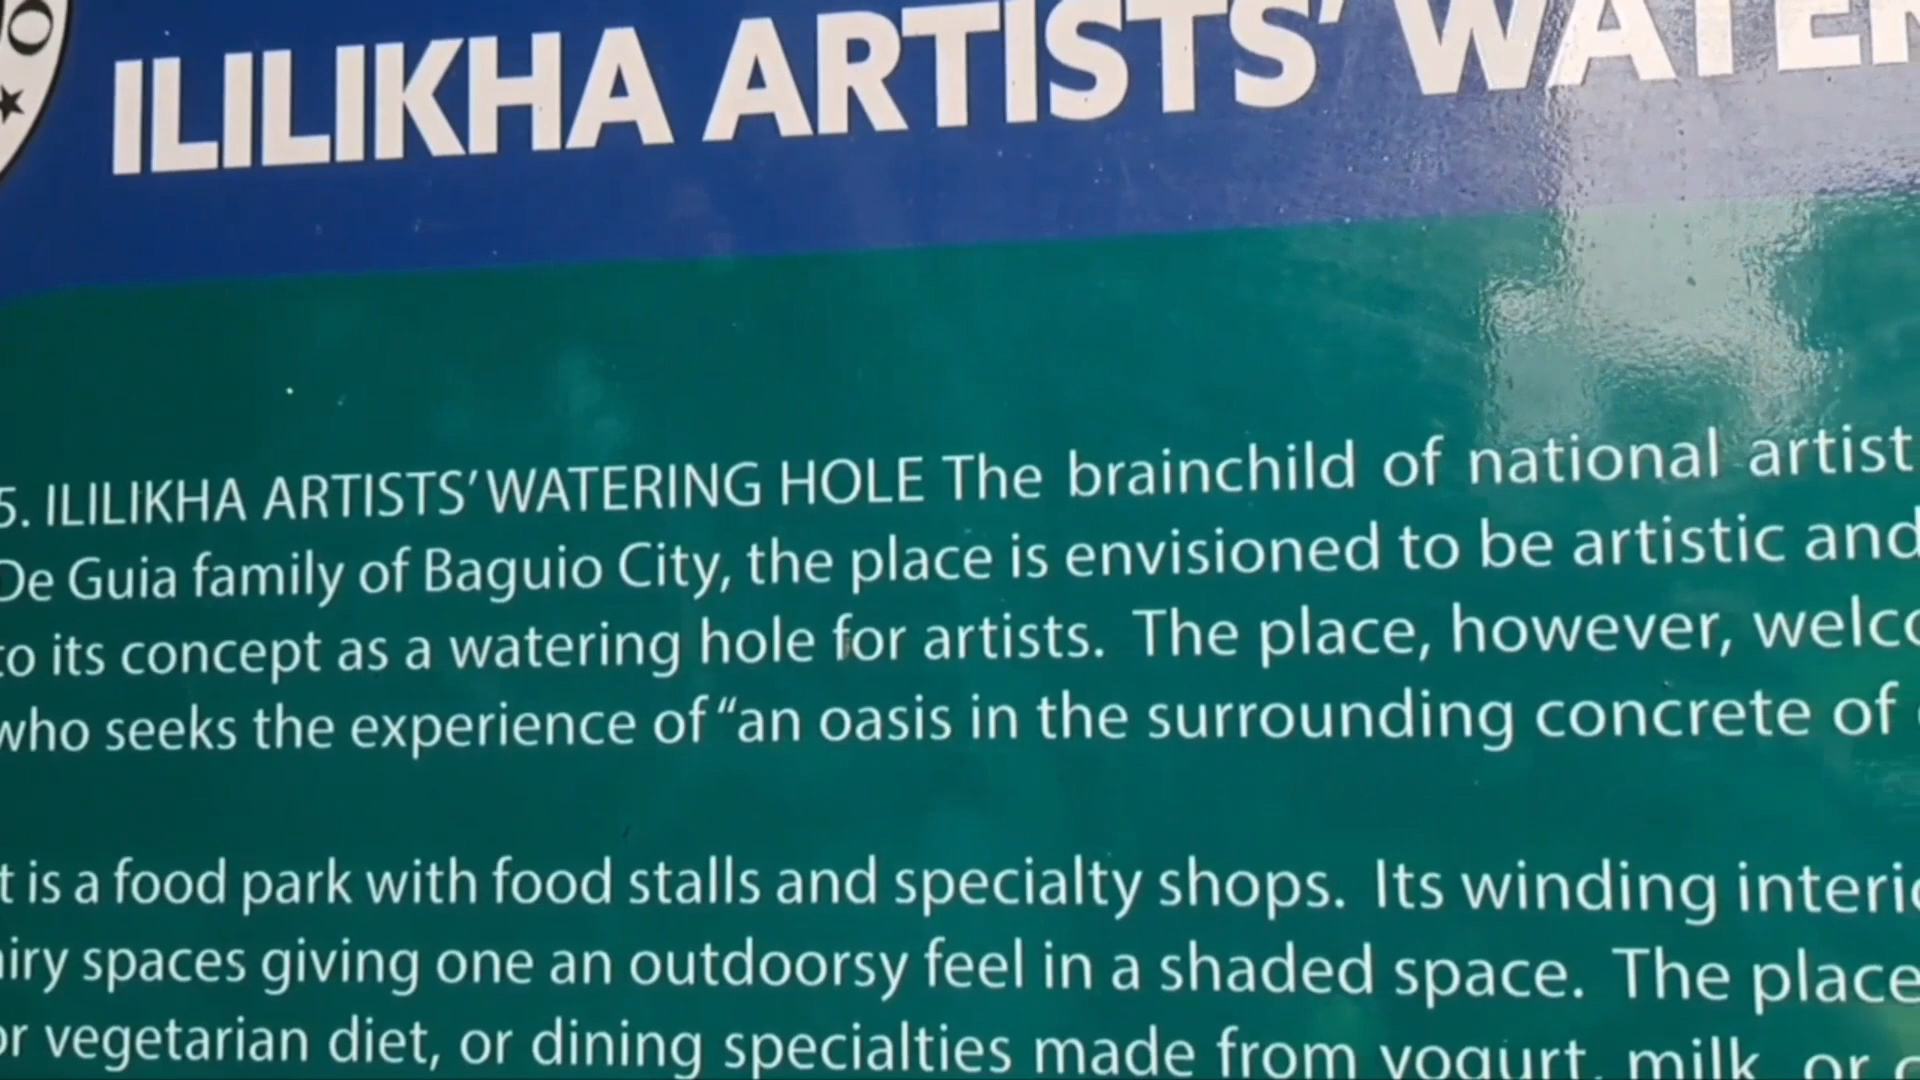 ILILIKHA ARTISTS'
5. ILILIKHA ARTISTS' WATERING HOLE The brainchild of national artist
De Guia family of Baguio City, the place is envisioned to be artistic and
to its concept as a watering hole for artists. The place, however,
who seeks the experience of “an oasis in the surrounding concrete of
is a food park with food stalls and specialty shops. Its winding
spaces giving one an outdoorsy feel in a shaded space. The place
or vegetarian diet, or dining specialties made from yogurt, milk, or